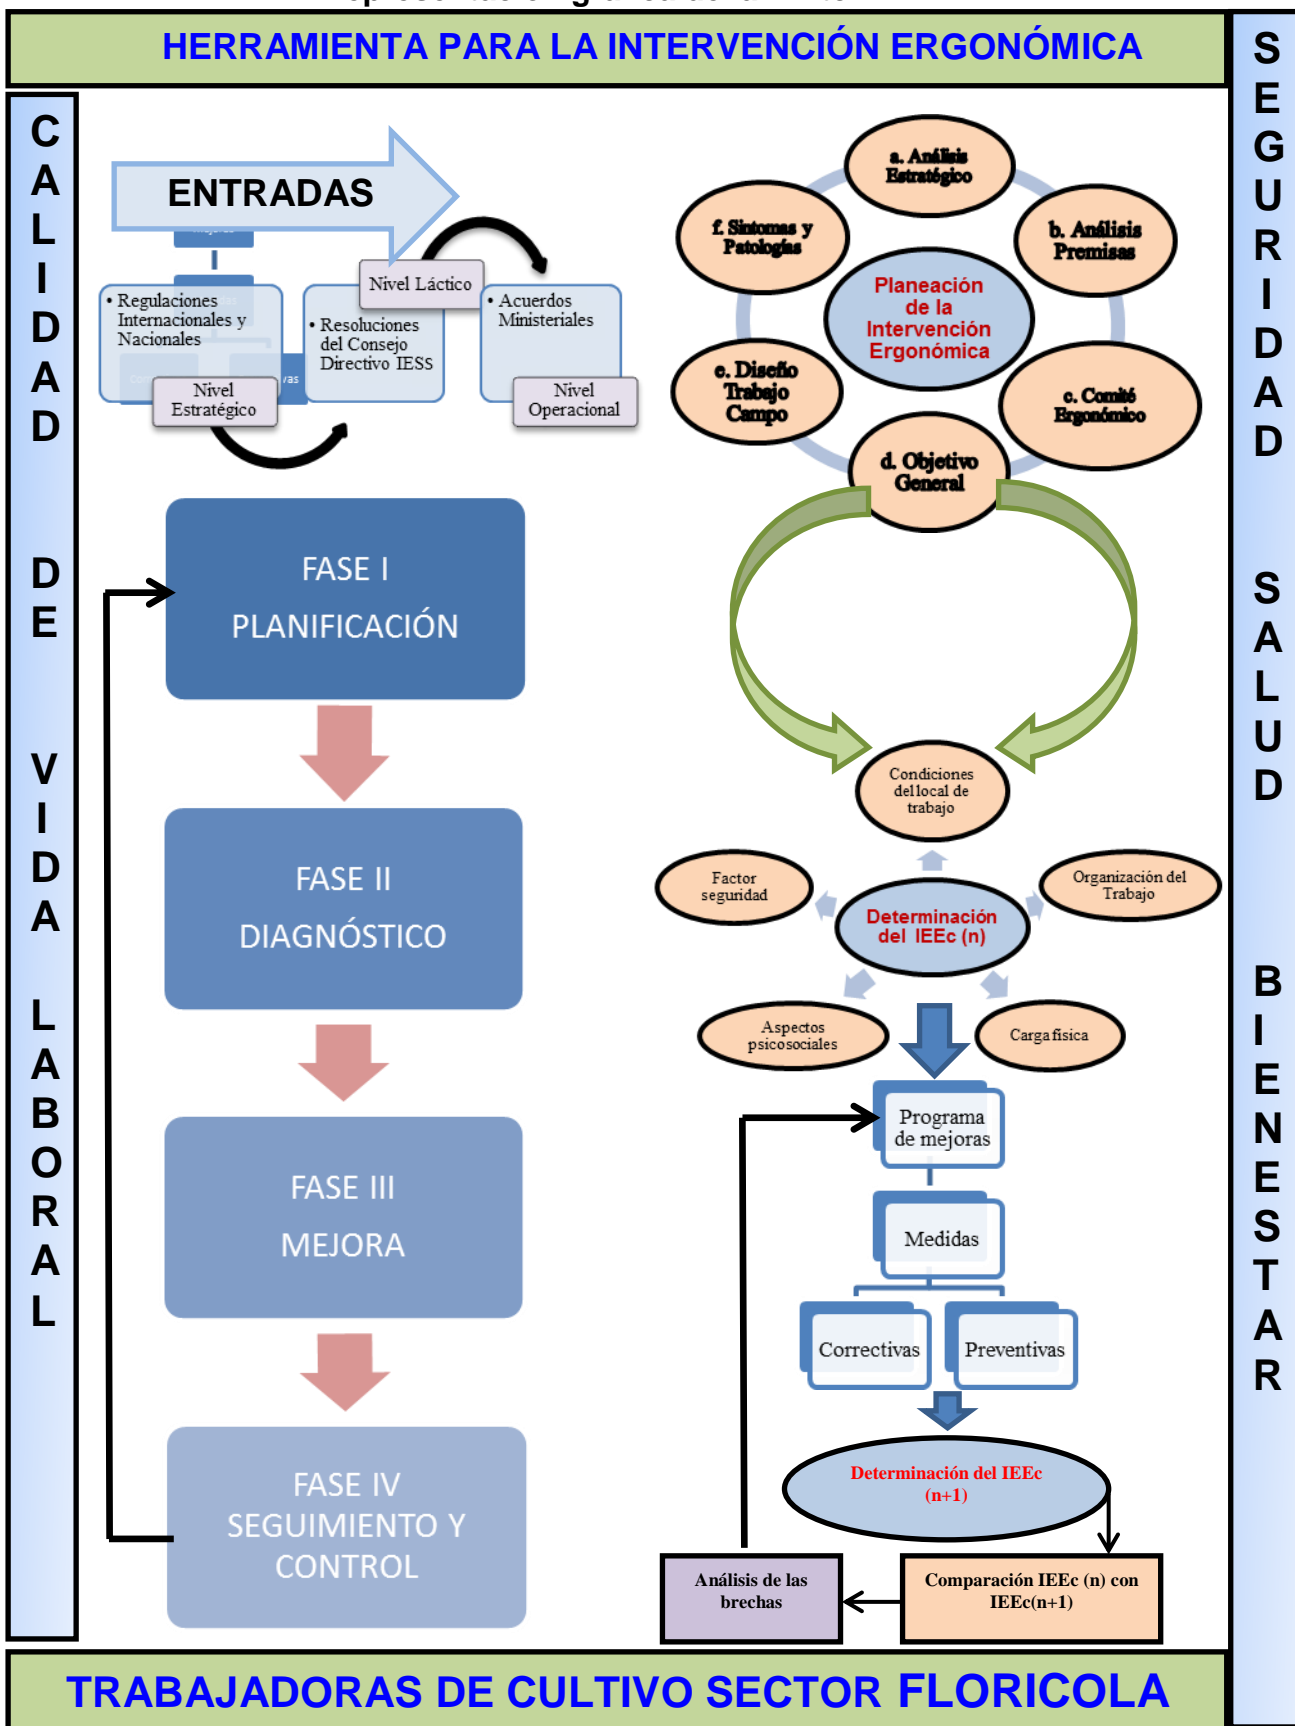 HERRAMIENTA PARA LA INTERVENCIÓN ERGONÓMICA
CALIDAD DE VIDA LABORAL
SEGURIDAD SALUD BIENESTAR
ENTRADAS
• Regulaciones
Internacionales y
Nacionales
Nivel
Estratégico
Nivel Láctico
• Resoluciones
del Consejo
Directivo IESS
• Acuerdos
Ministeriales
Nivel
Operacional
a. Análisis
Estratégico
b. Análisis
Premisas
c. Comité
Ergonómico
d. Objetivo
General
e. Diseño
Trabajo
Campo
f. Sintomas y
Patologías
Planeación
de la
Intervención
Ergonómica
FASE I
PLANIFICACIÓN
FASE II
DIAGNÓSTICO
FASE III
MEJORA
FASE IV
SEGUIMIENTO Y
CONTROL
Condiciones
del local de
trabajo
Factor
seguridad
Organización del
Trabajo
Determinación
del IEEc (n)
Aspectos
psicosociales
Carga física
Programa
de mejoras
Medidas
Correctivas
Preventivas
Determinación del IEEc
(n+1)
Análisis de las
brechas
Comparación IEEc (n) con
IEEc(n+1)
TRABAJADORAS DE CULTIVO SECTOR FLORICOLA